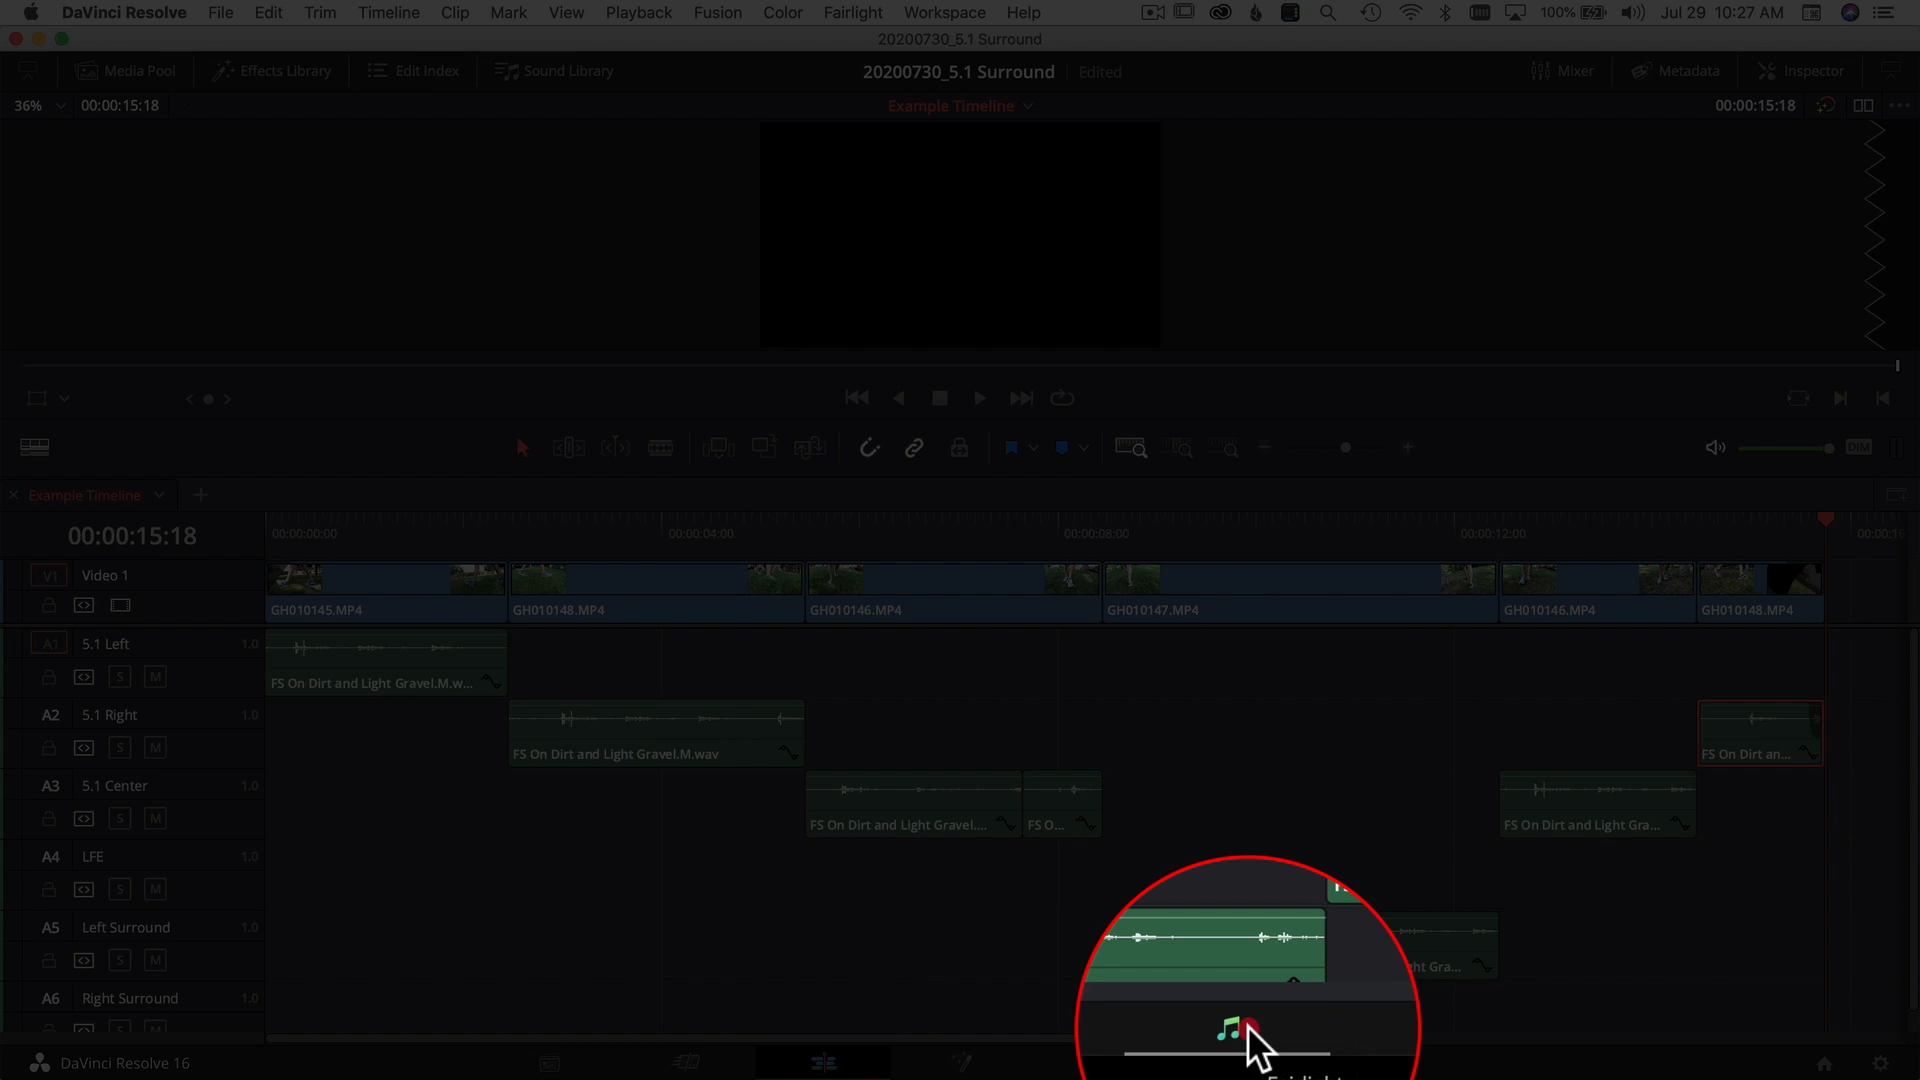 DaVinci Resolve File Edit Trim Timeline Clip Mark View Playback Fusion Color Fairlight Workspace Help 100% Jul 29 10:27 AM
20200730_5.1 Surround
Media Pool Effects Library Edit Index Sound Library 20200730_5.1 Surround Edited Mixer Metadata Inspector
36% 00:00:15:18 Example Timeline 00:00:15:18
DIM
Example Timeline
00:00:15:18 00:00:00:00 00:00:04:00 00:00:08:00 00:00:12:00 00:00:16
V1 Video 1
GH010145.MP4 GH010148.MP4 GH010146.MP4 GH010147.MP4 GH010146.MP4 GH010148.MP4
A1 5.1 Left 1.0
S M FS On Dirt and Light Gravel.M.w...
A2 5.1 Right 1.0
S M FS On Dirt and Light Gravel.M.wav FS On Dirt an...
A3 5.1 Center 1.0
S M FS On Dirt and Light Gravel.... FS O... FS On Dirt and Light Gra...
A4 LFE 1.0
S M
A5 Left Surround 1.0
S M ht Gra...
A6 Right Surround 1.0
S M
DaVinci Resolve 16